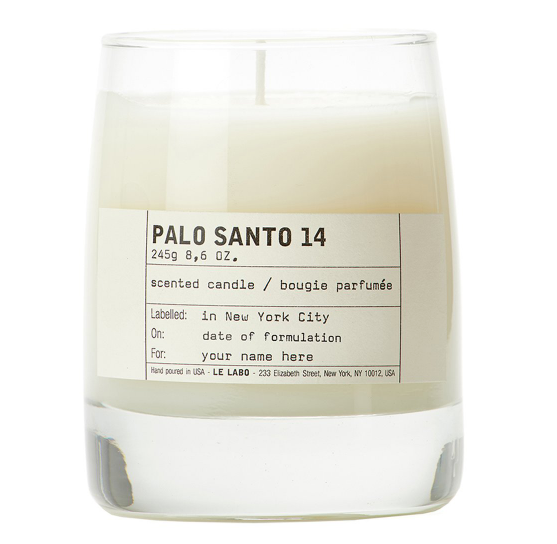 PALO SANTO 14
245g 8,6 OZ.
scented candle / bougie parfumée
Labelled: in New York City
On: date of formulation
For: your name here
Hand poured in USA - LE LABO - 233 Elizabeth Street, New York, NY 10012, USA